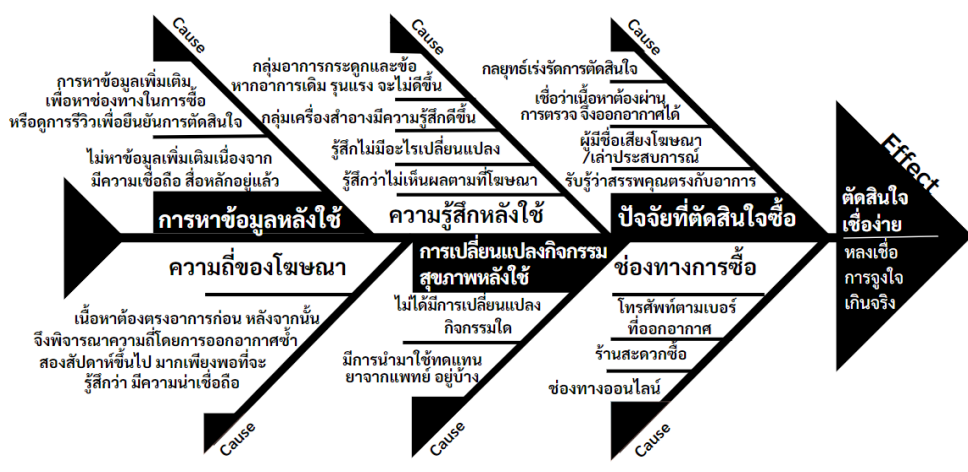 Cause
การหาข้อมูลเพิ่มเติม
เพื่อหาช่องทางในการซื้อ
หรือดูการรีวิวเพื่อยืนยันการตัดสินใจ
ไม่หาข้อมูลเพิ่มเติมเนื่องจาก
มีความเชื่อถือ สื่อหลักอยู่แล้ว
การหาข้อมูลหลังใช้
Cause
กลุ่มอาการกระดูกและข้อ
หากอาการเดิม รุนแรง จะไม่ดีขึ้น
กลุ่มเครื่องสำอางมีความรู้สึกดีขึ้น
รู้สึกไม่มีอะไรเปลี่ยนแปลง
รู้สึกว่าไม่เห็นผลตามที่โฆษณา
ความรู้สึกหลังใช้
Cause
กลยุทธ์เร่งรัดการตัดสินใจ
เชื่อว่าเนื้อหาต้องผ่าน
การตรวจ จึงออกอากาศได้
ผู้มีชื่อเสียงโฆษณา
/เล่าประสบการณ์
รับรู้ว่าสรรพคุณตรงกับอาการ
ปัจจัยที่ตัดสินใจซื้อ
Effect
ตัดสินใจ
เชื่อง่าย
หลงเชื่อ
การจูงใจ
เกินจริง
ความถี่ของโฆษณา
เนื้อหาต้องตรงอาการก่อน หลังจากนั้น
จึงพิจารณาความถี่โดยการออกอากาศซ้ำ
สองสัปดาห์ขึ้นไป มากเพียงพอที่จะ
รู้สึกว่า มีความน่าเชื่อถือ
Cause
การเปลี่ยนแปลงกิจกรรม
สุขภาพหลังใช้
ไม่ได้มีการเปลี่ยนแปลง
กิจกรรมใด
มีการนำมาใช้ทดแทน
ยาจากแพทย์ อยู่บ้าง
Cause
ช่องทางการซื้อ
โทรศัพท์ตามเบอร์
ที่ออกอากาศ
ร้านสะดวกซื้อ
ช่องทางออนไลน์
Cause